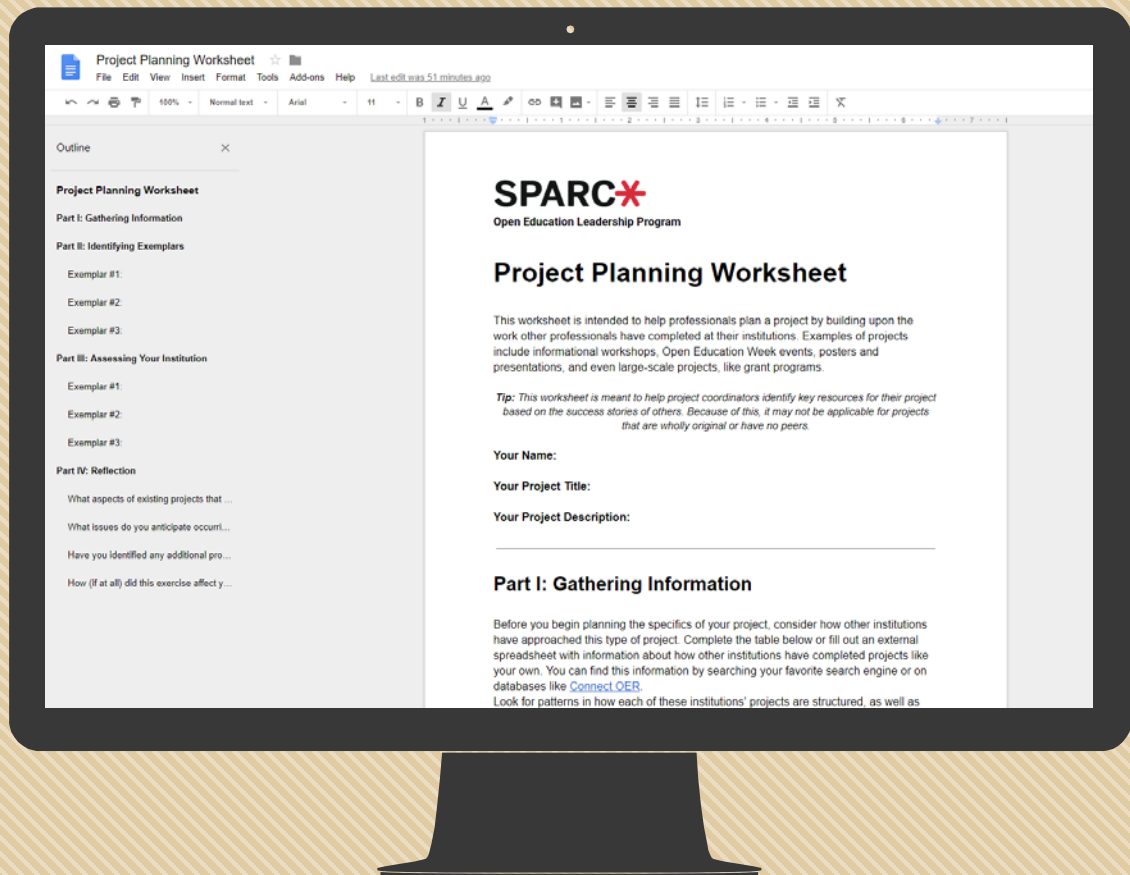 Project Planning Worksheet
File Edit View Insert Format Tools Add-ons Help Last edit was 51 minutes ago
100% Normal text Arial 11 B I U A
1 1 2 3 4 5 6 7
Outline
Project Planning Worksheet
Part I: Gathering Information
Part II: Identifying Exemplars
Exemplar #1:
Exemplar #2:
Exemplar #3:
Part III: Assessing Your Institution
Exemplar #1:
Exemplar #2:
Exemplar #3:
Part IV: Reflection
What aspects of existing projects that ...
What issues do you anticipate occurri...
Have you identified any additional pro...
How (if at all) did this exercise affect y...
SPARC
Open Education Leadership Program
Project Planning Worksheet
This worksheet is intended to help professionals plan a project by building upon the
work other professionals have completed at their institutions. Examples of projects
include informational workshops, Open Education Week events, posters and
presentations, and even large-scale projects, like grant programs.
Tip: This worksheet is meant to help project coordinators identify key resources for their project
based on the success stories of others. Because of this, it may not be applicable for projects
that are wholly original or have no peers.
Your Name:
Your Project Title:
Your Project Description:
Part I: Gathering Information
Before you begin planning the specifics of your project, consider how other institutions
have approached this type of project. Complete the table below or fill out an external
spreadsheet with information about how other institutions have completed projects like
your own. You can find this information by searching your favorite search engine or on
databases like Connect OER.
Look for patterns in how each of these institutions' projects are structured, as well as